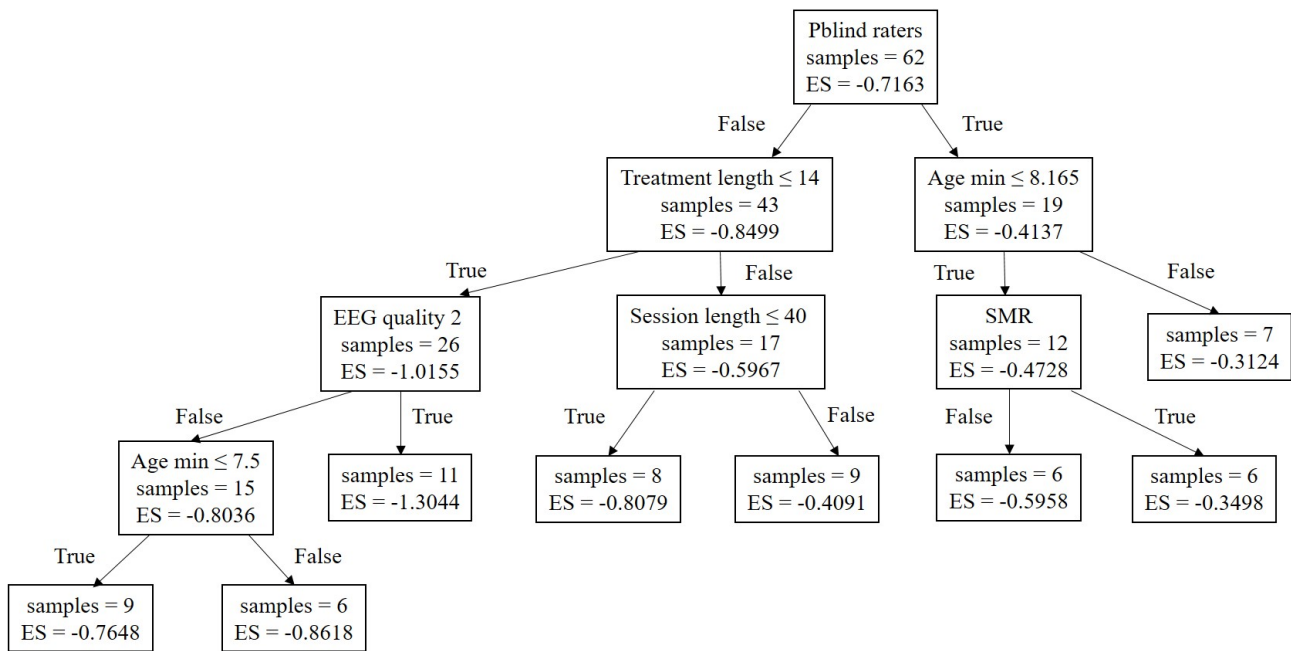 Pblind raters
samples = 62
ES = -0.7163
False
True
Treatment length ≤ 14
samples = 43
ES = -0.8499
Age min ≤ 8.165
samples = 19
ES = -0.4137
True
False
True
False
EEG quality 2
samples = 26
ES = -1.0155
Session length ≤ 40
samples = 17
ES = -0.5967
SMR
samples = 12
ES = -0.4728
samples = 7
ES = -0.3124
False
True
True
False
False
True
Age min ≤ 7.5
samples = 15
ES = -0.8036
samples = 11
ES = -1.3044
samples = 8
ES = -0.8079
samples = 9
ES = -0.4091
samples = 6
ES = -0.5958
samples = 6
ES = -0.3498
True
False
samples = 9
ES = -0.7648
samples = 6
ES = -0.8618